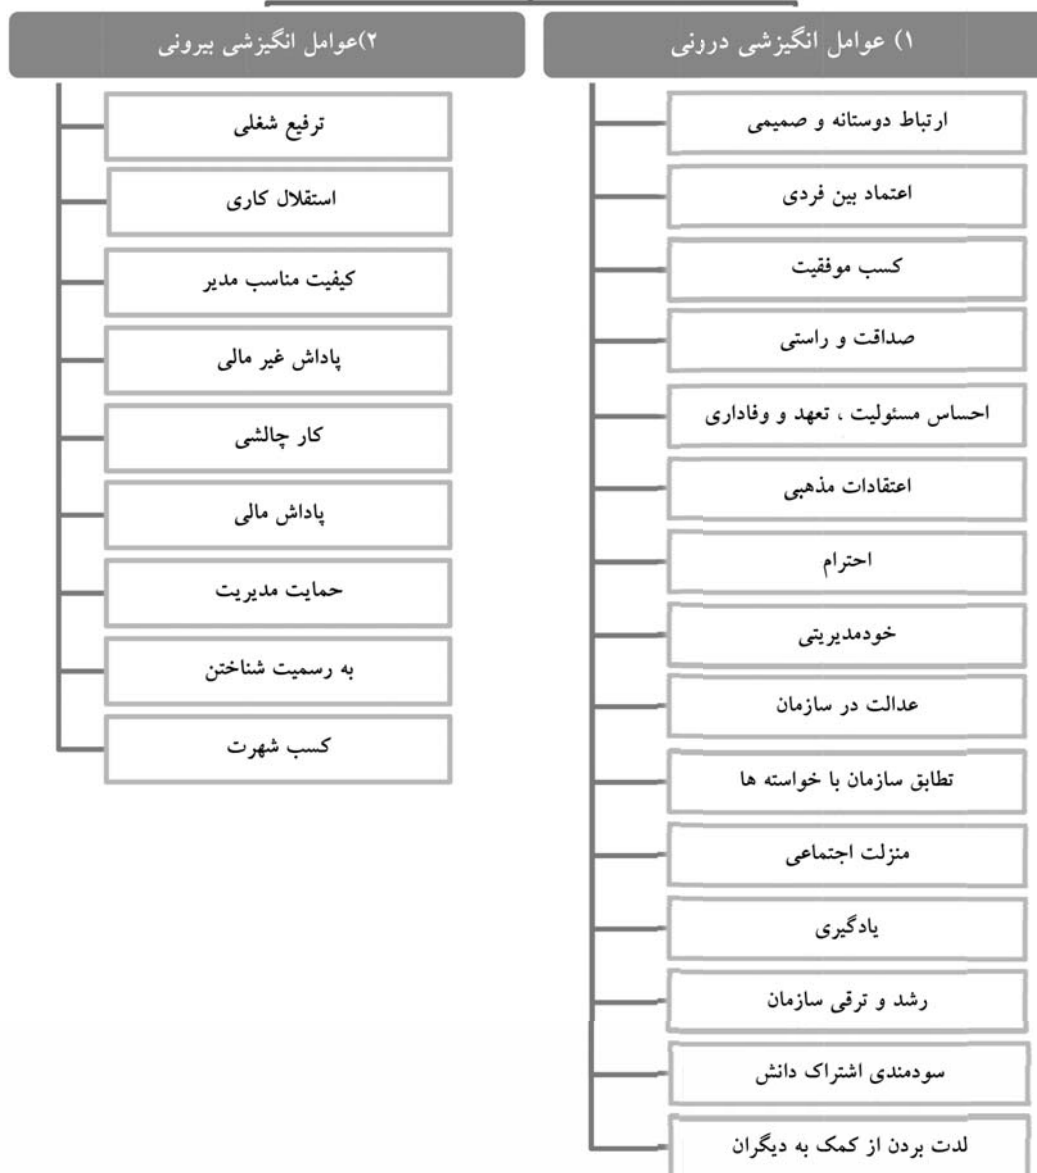 ۱) عوامل انگیزشی درونی
ارتباط دوستانه و صمیمی
اعتماد بین فردی
کسب موفقیت
صداقت و راستی
احساس مسئولیت ، تعهد و وفاداری
اعتقادات مذهبی
احترام
خودمدیریتی
عدالت در سازمان
تطابق سازمان با خواسته ها
منزلت اجتماعی
یادگیری
رشد و ترقی سازمان
سودمندی اشتراک دانش
لدت بردن از کمک به دیگران
۲)عوامل انگیزشی بیرونی
ترفیع شغلی
استقلال کاری
کیفیت مناسب مدیر
پاداش غیر مالی
کار چالشی
پاداش مالی
حمایت مدیریت
به رسمیت شناختن
کسب شهرت